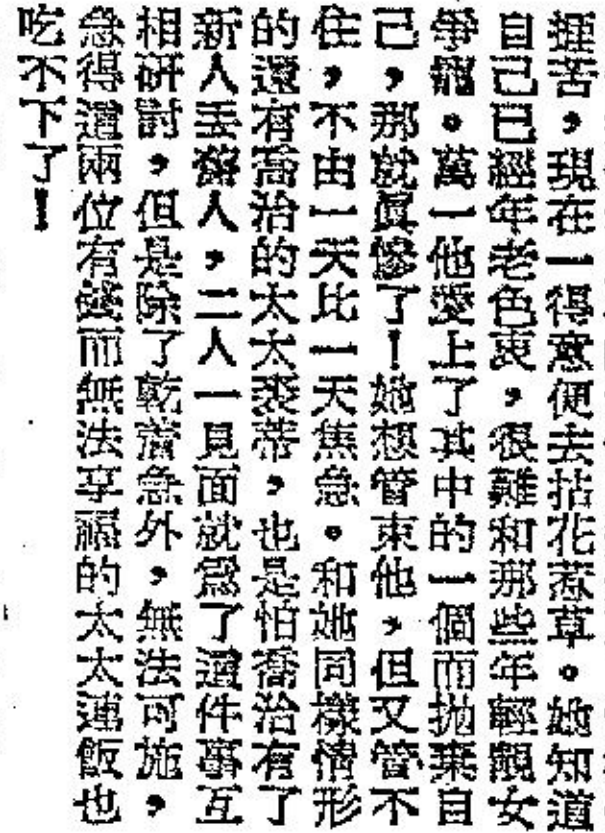 挳苦，現在一得意便去拈花惹草。她知道
自己已經年老色衰，很難和那些年輕靚女
爭寵。萬一他愛上了其中的一個而拋棄自
己，那就眞慘了！她想管束他，但又管不
住，不由一天比一天焦急。和她同樣情形
的還有喬治的太太裘蒂，也是怕喬治有了
新人丟舊人，二人一見面就爲了這件事互
相研討，但是除了乾着急外，無法可施，
急得這兩位有錢而無法享福的太太連飯也
吃不下了！